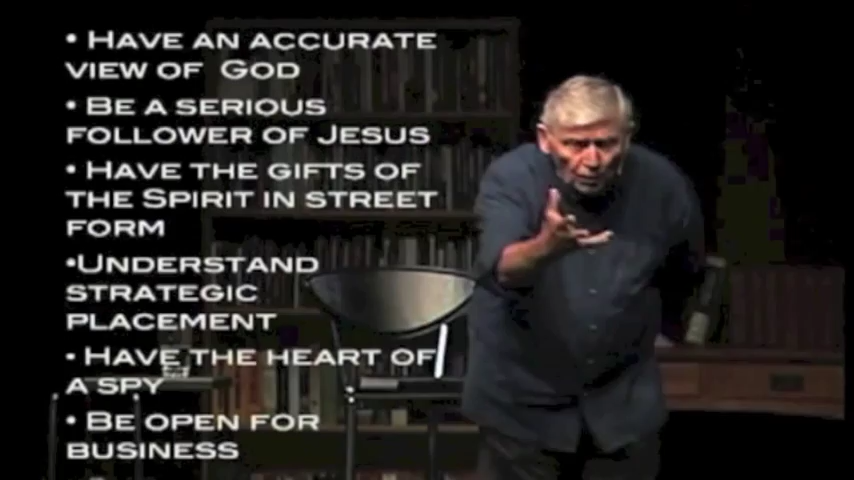 • HAVE AN ACCURATE
VIEW OF GOD
• BE A SERIOUS
FOLLOWER OF JESUS
• HAVE THE GIFTS OF
THE SPIRIT IN STREET
FORM
•UNDERSTAND
STRATEGIC
PLACEMENT
• HAVE THE HEART OF
A SPY
• BE OPEN FOR
BUSINESS